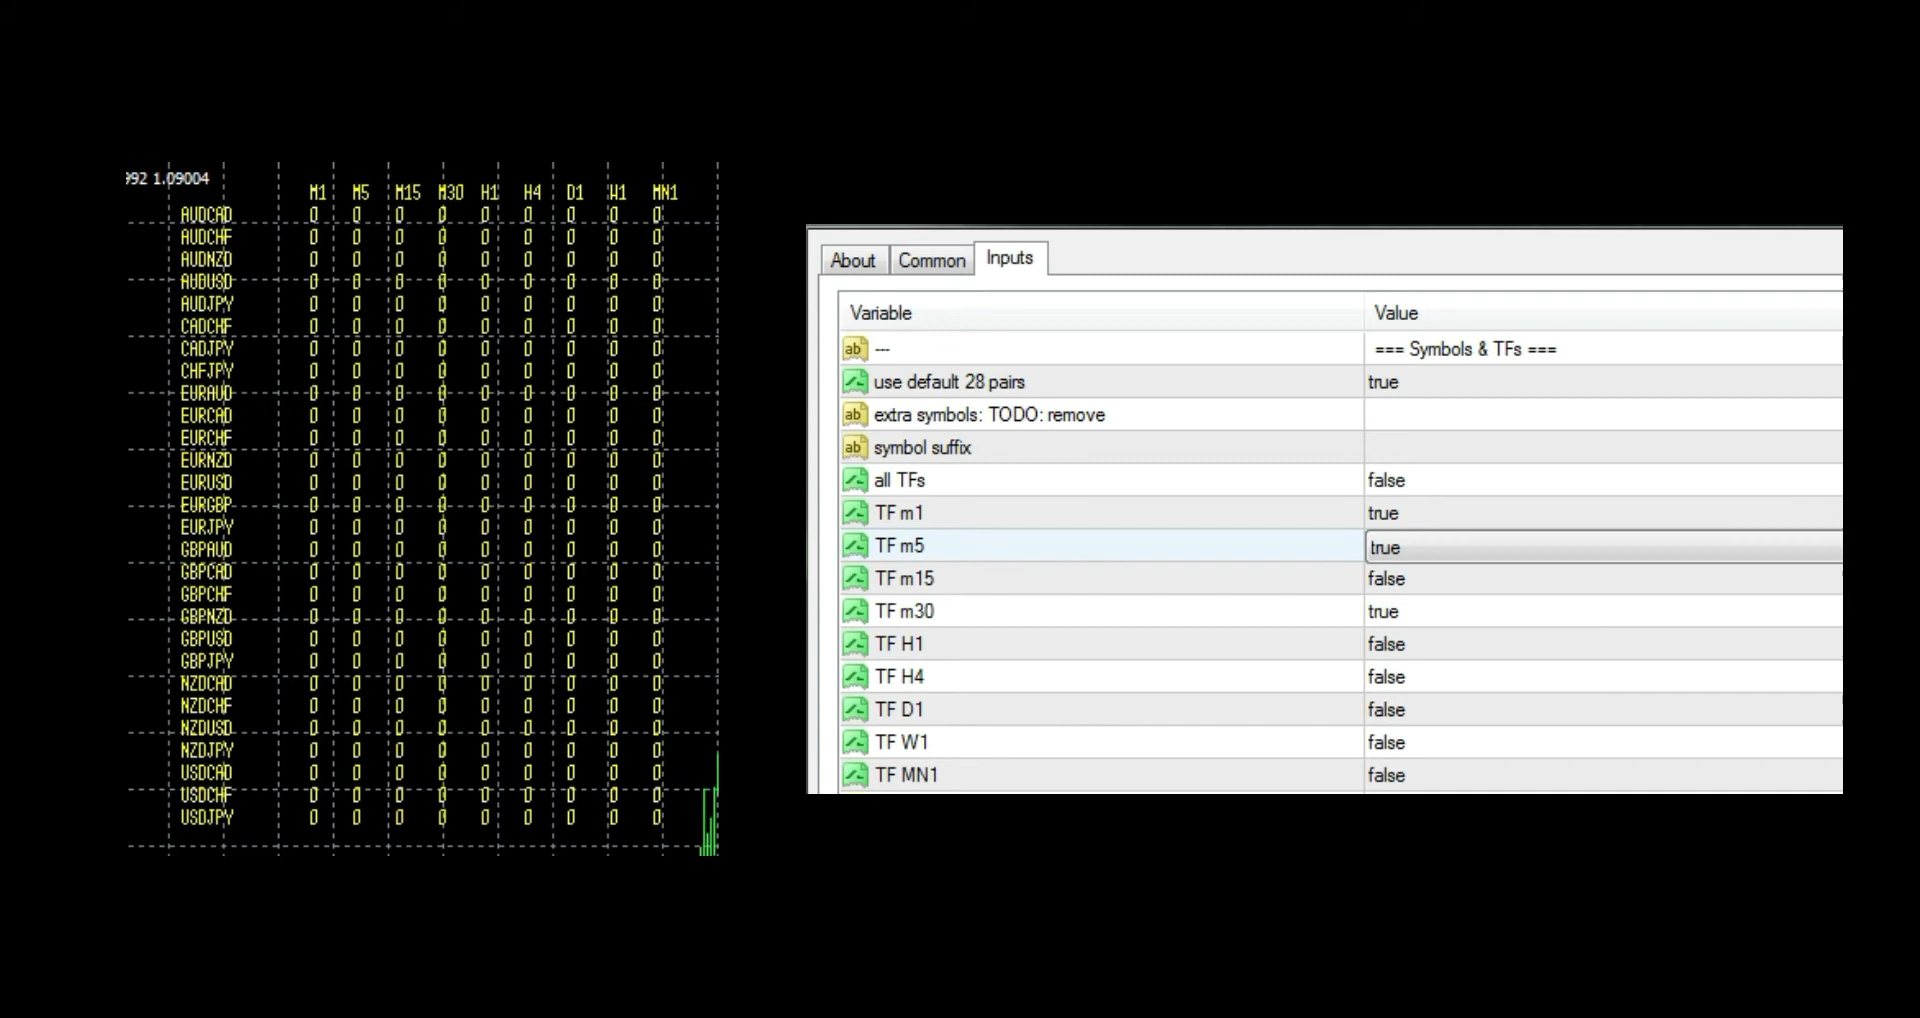 992 1.09004
M1 M5 M15 M30 H1 H4 D1 W1 MN1
AUDCAD 0 0 0 0 0 0 0 0 0
AUDCHF 0 0 0 0 0 0 0 0 0
AUDNZD 0 0 0 0 0 0 0 0 0
AUDUSD 0 0 0 0 0 0 0 0 0
AUDJPY 0 0 0 0 0 0 0 0 0
CADCHF 0 0 0 0 0 0 0 0 0
CADJPY 0 0 0 0 0 0 0 0 0
CHFJPY 0 0 0 0 0 0 0 0 0
EURAUD 0 0 0 0 0 0 0 0 0
EURCAD 0 0 0 0 0 0 0 0 0
EURCHF 0 0 0 0 0 0 0 0 0
EURNZD 0 0 0 0 0 0 0 0 0
EURUSD 0 0 0 0 0 0 0 0 0
EURGBP 0 0 0 0 0 0 0 0 0
EURJPY 0 0 0 0 0 0 0 0 0
GBPAUD 0 0 0 0 0 0 0 0 0
GBPCAD 0 0 0 0 0 0 0 0 0
GBPCHF 0 0 0 0 0 0 0 0 0
GBPNZD 0 0 0 0 0 0 0 0 0
GBPUSD 0 0 0 0 0 0 0 0 0
GBPJPY 0 0 0 0 0 0 0 0 0
NZDCAD 0 0 0 0 0 0 0 0 0
NZDCHF 0 0 0 0 0 0 0 0 0
NZDUSD 0 0 0 0 0 0 0 0 0
NZDJPY 0 0 0 0 0 0 0 0 0
USDCAD 0 0 0 0 0 0 0 0 0
USDCHF 0 0 0 0 0 0 0 0 0
USDJPY 0 0 0 0 0 0 0 0 0
About Common Inputs
Variable Value
ab --- === Symbols & TFs ===
use default 28 pairs true
ab extra symbols: TODO: remove
ab symbol suffix
all TFs false
TF m1 true
TF m5 true
TF m15 false
TF m30 true
TF H1 false
TF H4 false
TF D1 false
TF W1 false
TF MN1 false